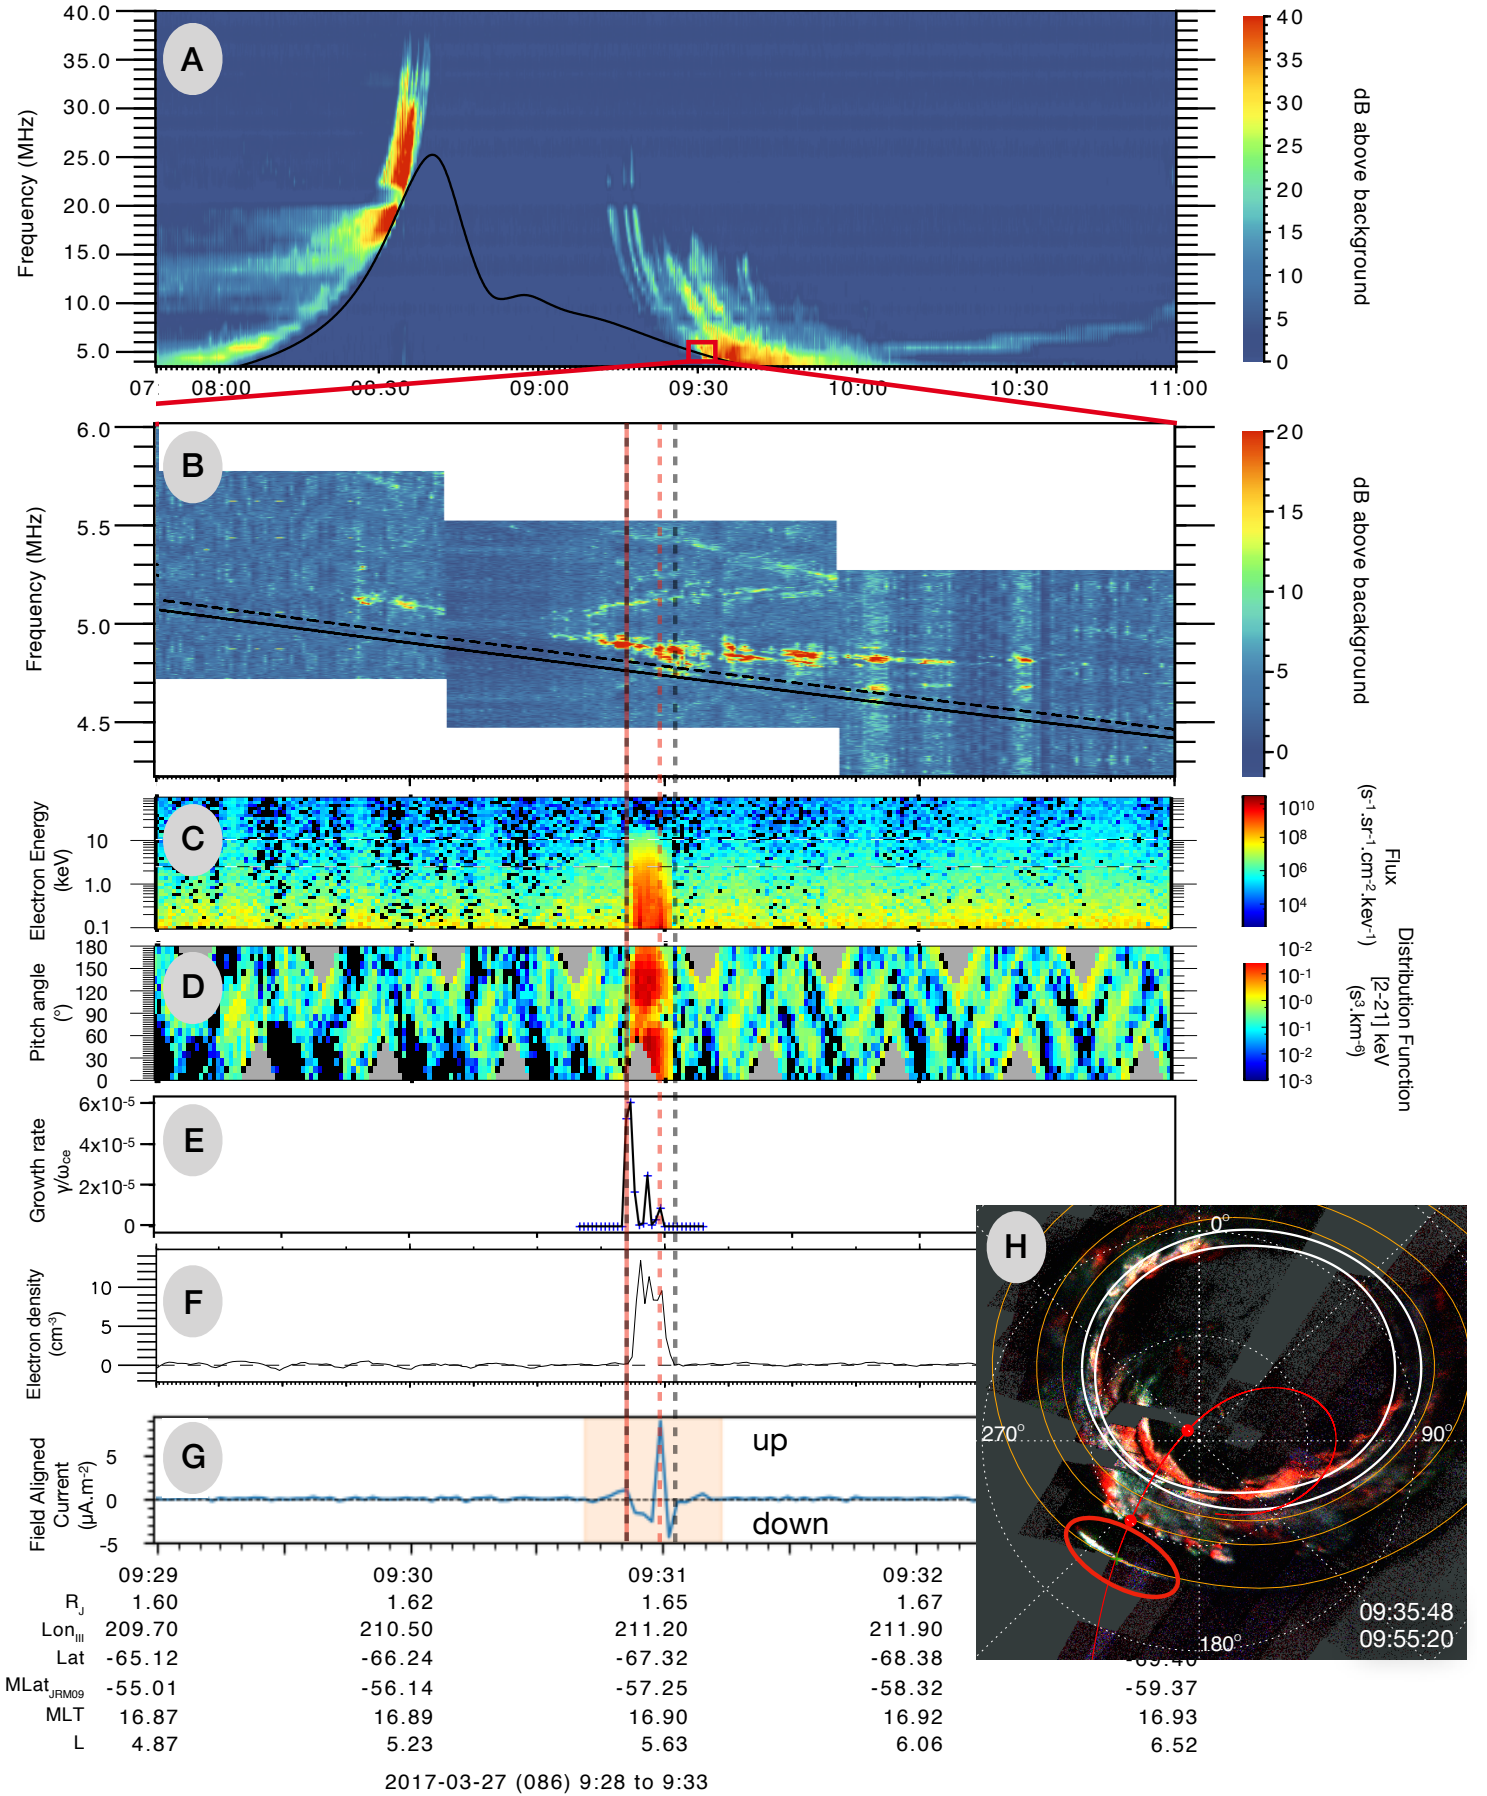 A
40.0
35.0
30.0
25.0
20.0
15.0
10.0
5.0
Frequency (MHz)
07: 08:00 08:30 09:00 09:30 10:00 10:30 11:00
40
35
30
25
20
15
10
5
0
dB above background
B
6.0
5.5
5.0
4.5
Frequency (MHz)
20
15
10
5
0
dB above bacakground
C
Electron Energy
(keV)
10
1.0
0.1
10¹⁰
10⁸
10⁶
10⁴
Flux
(s⁻¹.sr⁻¹.cm⁻².kev⁻¹)
D
Pitch angle
(°)
180
150
120
90
60
30
0
10⁻²
10⁻¹
10⁻⁰
10⁻¹
10⁻²
10⁻³
Distribution Function
[2-21] keV
(s³.km⁻⁶)
E
Growth rate
γ/ω_ce
6x10⁻⁵
4x10⁻⁵
2x10⁻⁵
0
F
Electron density
(cm⁻³)
10
5
0
G
Field Aligned
Current
(μA.m⁻²)
5
0
-5
up
down
H
0°
270°
90°
180°
09:35:48
09:55:20
09:29 09:30 09:31 09:32
R_J 1.60 1.62 1.65 1.67
Lon_III 209.70 210.50 211.20 211.90
Lat -65.12 -66.24 -67.32 -68.38 -69.40
MLat_JRM09 -55.01 -56.14 -57.25 -58.32 -59.37
MLT 16.87 16.89 16.90 16.92 16.93
L 4.87 5.23 5.63 6.06 6.52
2017-03-27 (086) 9:28 to 9:33